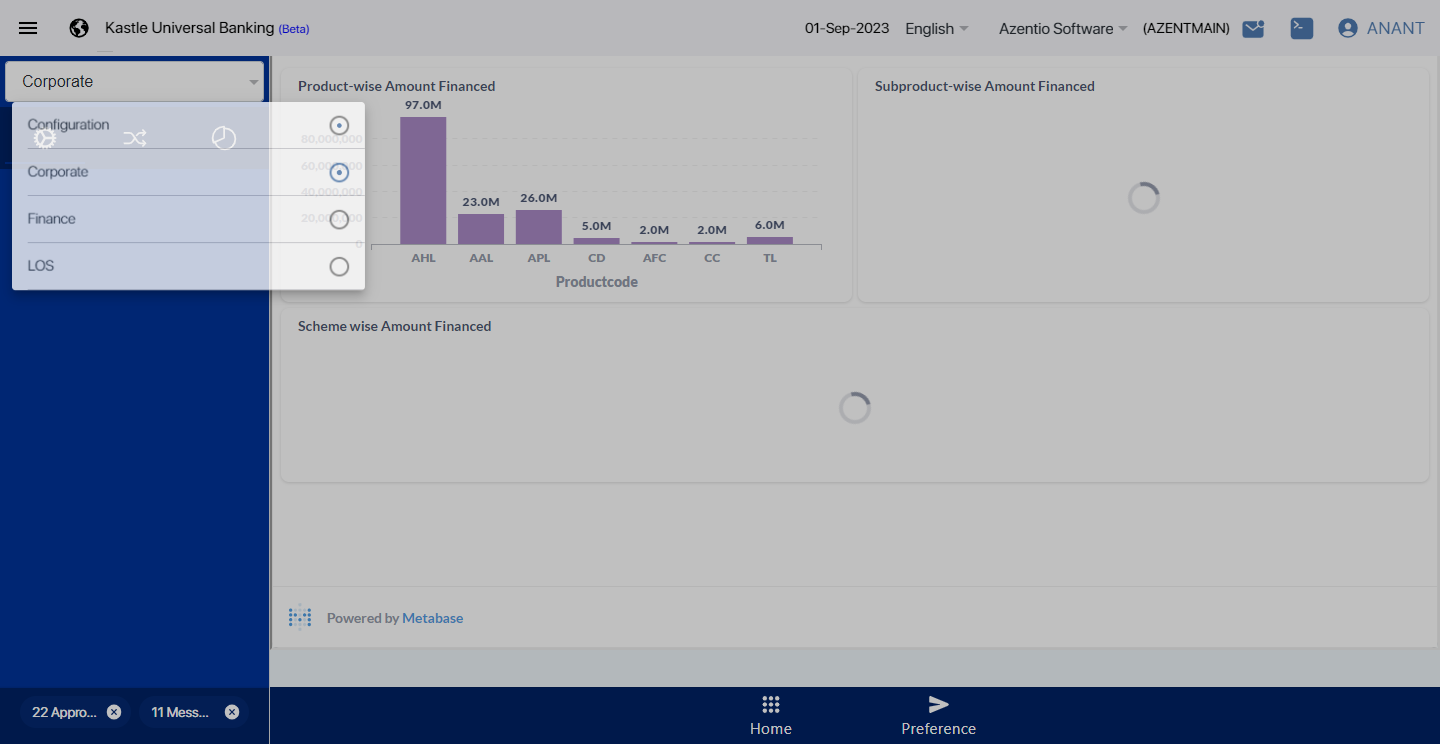 Kastle Universal Banking (Beta)
01-Sep-2023
English
Azentio Software
(AZENTMAIN)
ANANT
Corporate
Configuration
Corporate
Finance
LOS
Product-wise Amount Financed
97.0M
80,000,000
60,000,000
40,000,000
20,000,000
0
23.0M
26.0M
5.0M
2.0M
2.0M
6.0M
AHL
AAL
APL
CD
AFC
CC
TL
Productcode
Subproduct-wise Amount Financed
Scheme wise Amount Financed
Powered by Metabase
22 Appro...
11 Mess...
Home
Preference